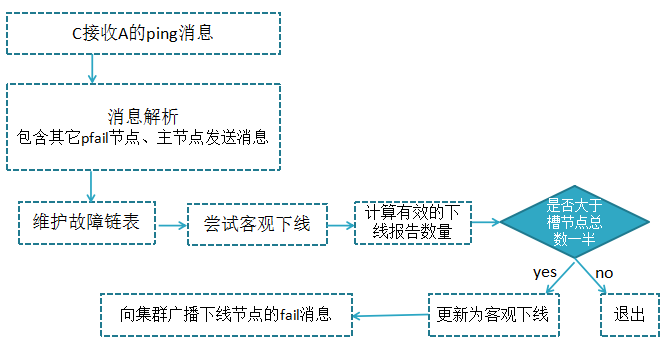 C接收A的ping消息
消息解析
包含其它pfail节点、主节点发送消息
维护故障链表
尝试客观下线
计算有效的下
线报告数量
是否大于
槽节点总
数一半
yes
no
向集群广播下线节点的fail消息
更新为客观下线
退出